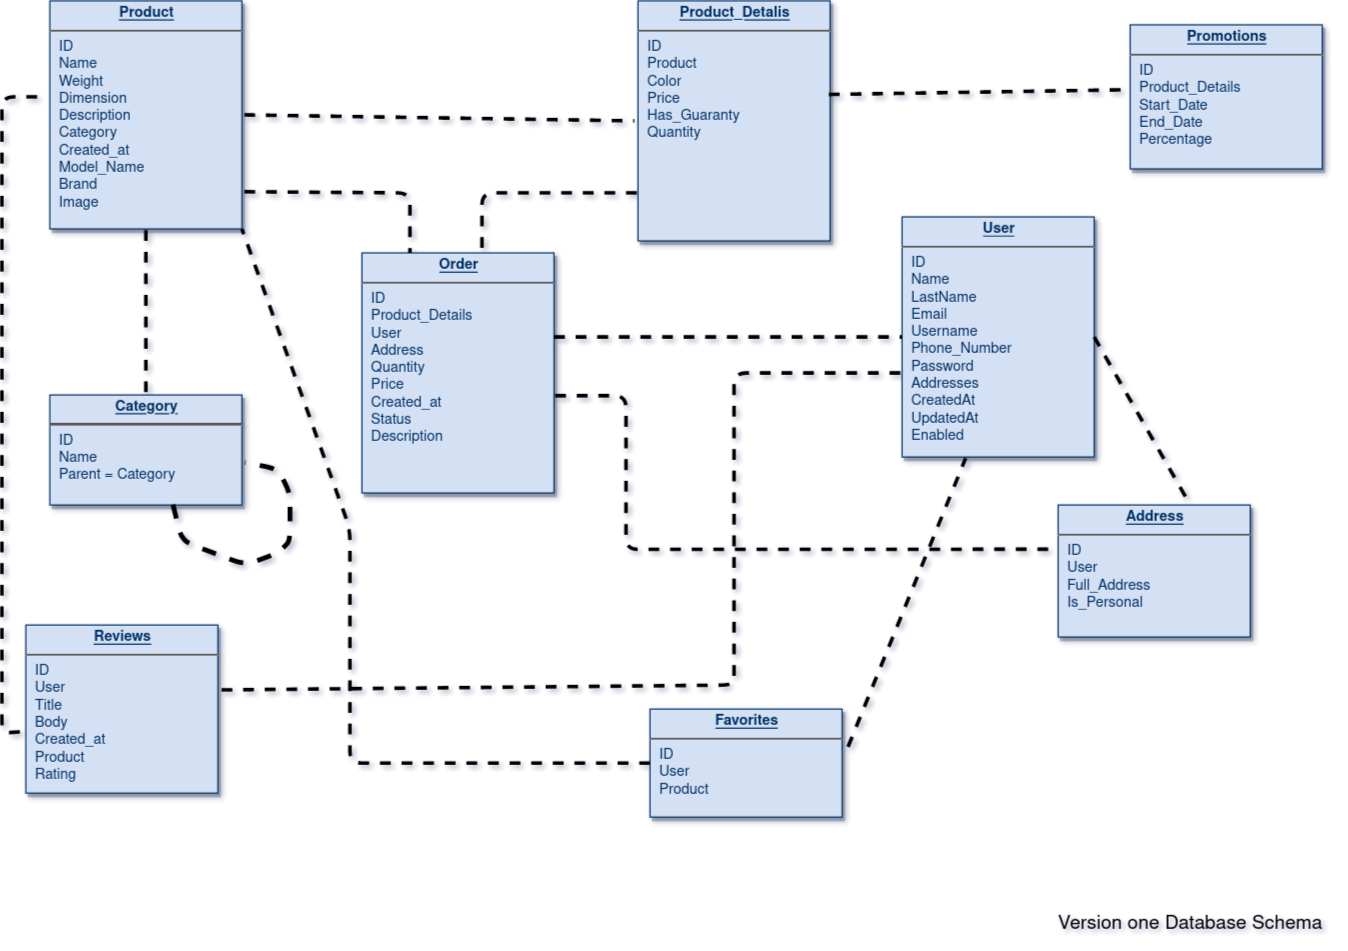 Product
ID
Name
Weight
Dimension
Description
Category
Created_at
Model_Name
Brand
Image
Product_Detalis
ID
Product
Color
Price
Has_Guaranty
Quantity
Promotions
ID
Product_Details
Start_Date
End_Date
Percentage
Order
ID
Product_Details
User
Address
Quantity
Price
Created_at
Status
Description
User
ID
Name
LastName
Email
Username
Phone_Number
Password
Addresses
CreatedAt
UpdatedAt
Enabled
Category
ID
Name
Parent = Category
Address
ID
User
Full_Address
Is_Personal
Reviews
ID
User
Title
Body
Created_at
Product
Rating
Favorites
ID
User
Product
Version one Database Schema